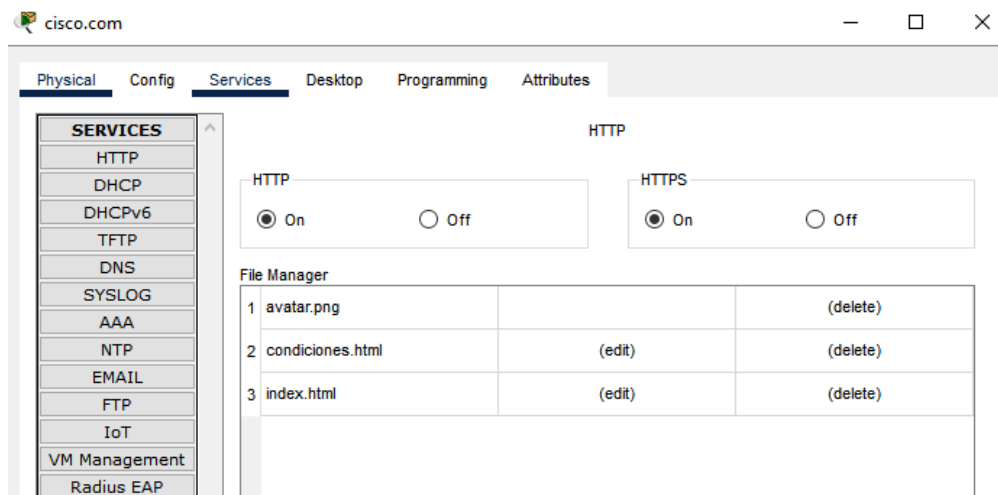 cisco.com
Physical Config Services Desktop Programming Attributes
SERVICES
HTTP
DHCP
DHCPv6
TFTP
DNS
SYSLOG
AAA
NTP
EMAIL
FTP
IoT
VM Management
Radius EAP
HTTP
HTTP
On Off
HTTPS
On Off
File Manager
1 avatar.png (delete)
2 condiciones.html (edit) (delete)
3 index.html (edit) (delete)